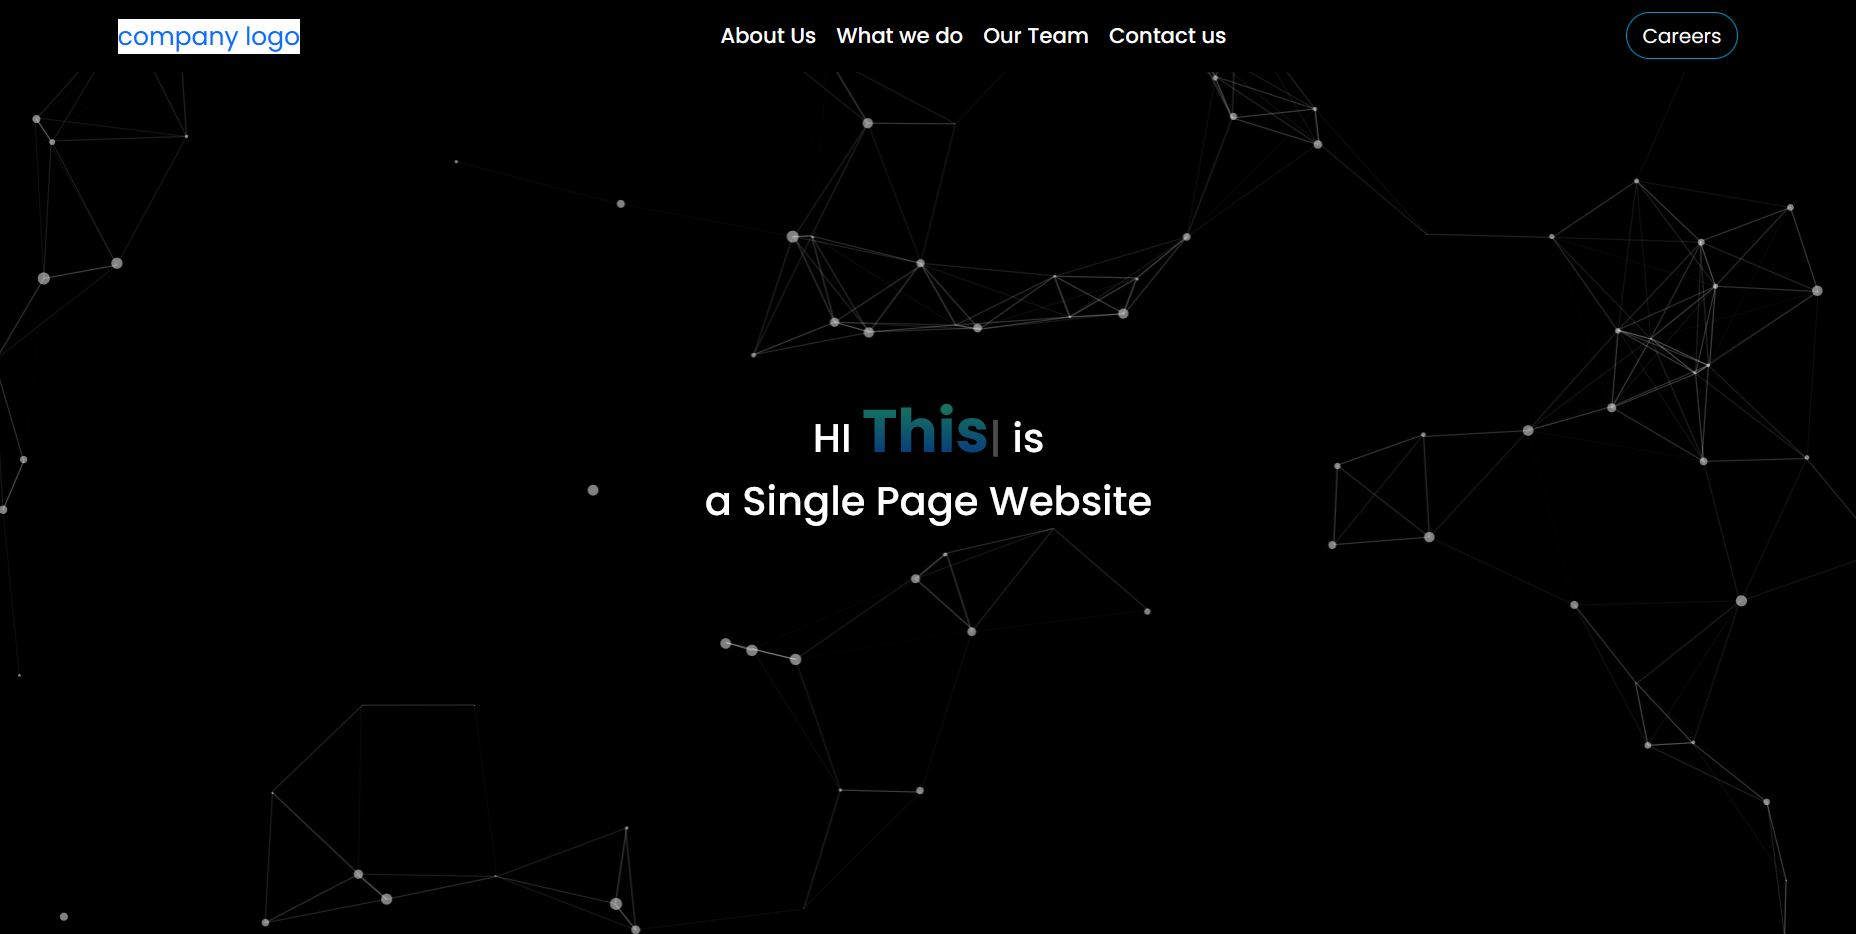 company logo
About Us What we do Our Team Contact us
Careers
HI This| is
a Single Page Website